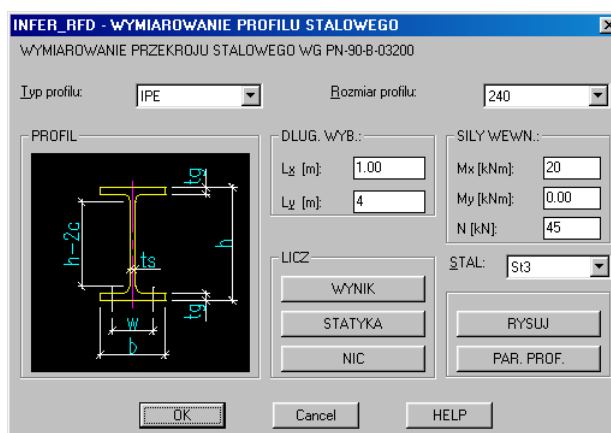 INFER_RFD - WYMIAROWANIE PROFILU STALOWEGO
WYMIAROWANIE PRZEKROJU STALOWEGO WG PN-90-B-03200
Typ profilu: IPE Rozmiar profilu: 240
PROFIL
tg
h-2c
h
ts
tg
w
b
DLUG. WYB.:
Lx [m]: 1.00
Ly [m]: 4
SILY WEWN.:
Mx [kNm]: 20
My [kNm]: 0.00
N [kN]: 45
LICZ
WYNIK
STATYKA
NIC
STAL: St3
RYSUJ
PAR. PROF.
OK Cancel HELP